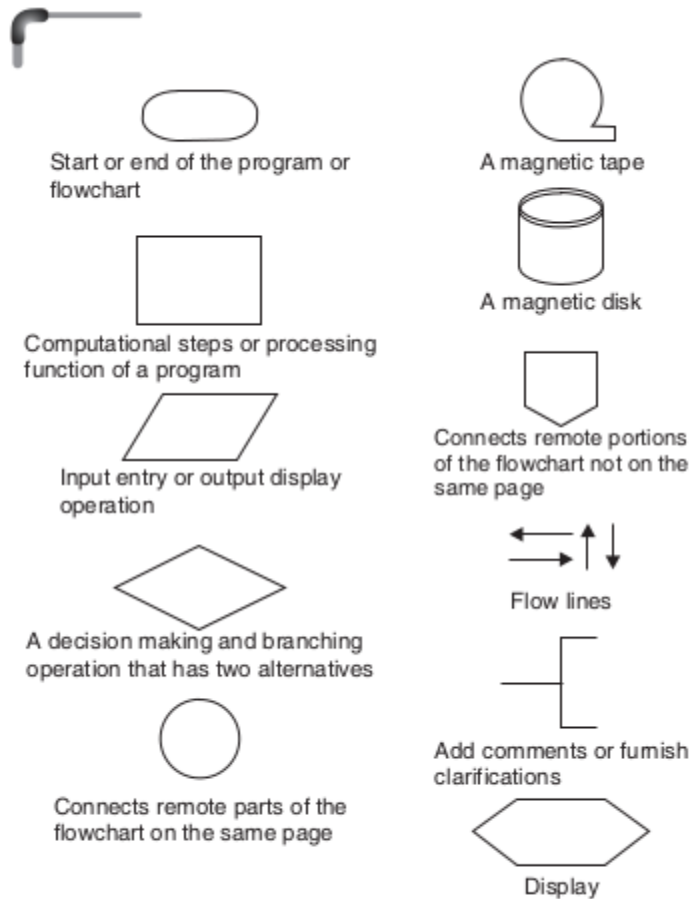 Start or end of the program or
flowchart
Computational steps or processing
function of a program
Input entry or output display
operation
A decision making and branching
operation that has two alternatives
Connects remote parts of the
flowchart on the same page
A magnetic tape
A magnetic disk
Connects remote portions
of the flowchart not on the
same page
Flow lines
Add comments or furnish
clarifications
Display